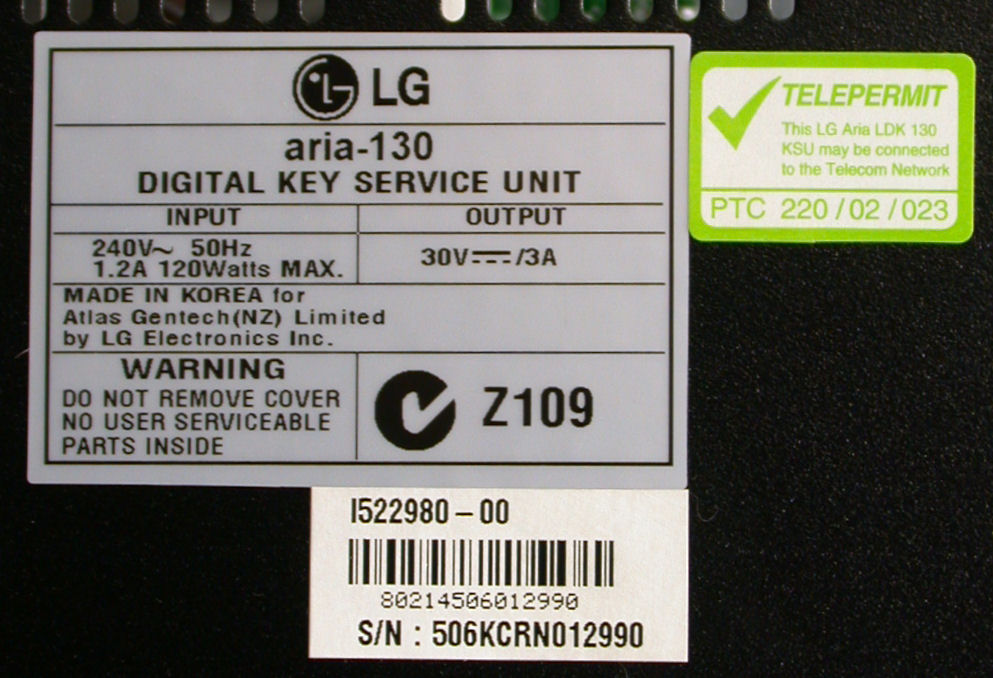 LG
aria-130
DIGITAL KEY SERVICE UNIT
INPUT
240V~ 50Hz
1.2A 120Watts MAX.
OUTPUT
30V⎓/3A
MADE IN KOREA for
Atlas Gentech(NZ) Limited
by LG Electronics Inc.
WARNING
DO NOT REMOVE COVER
NO USER SERVICEABLE
PARTS INSIDE
Z109
TELEPERMIT
This LG Aria LDK 130
KSU may be connected
to the Telecom Network
PTC 220/02/023
I522980-00
80214506012990
S/N : 506KCRN012990